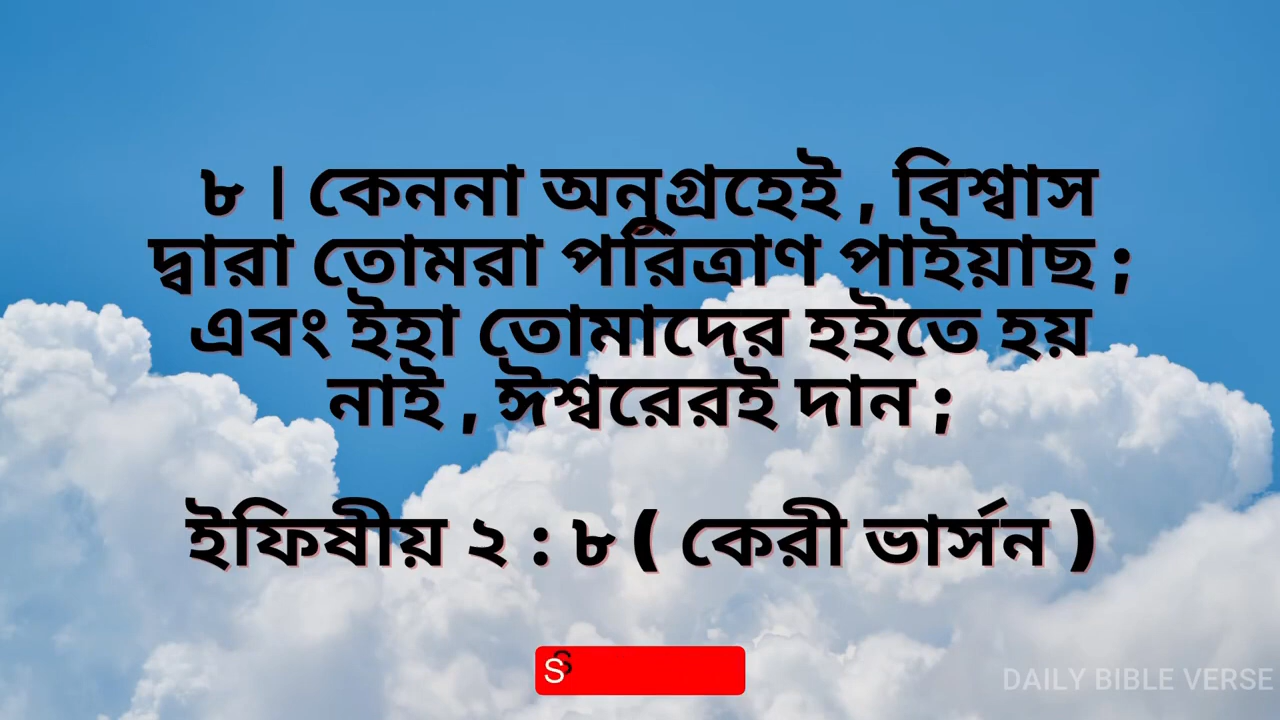 ৮ | কেননা অনুগ্রহেই , বিশ্বাস
দ্বারা তোমরা পরিত্রাণ পাইয়াছ ;
এবং ইহা তোমাদের হইতে হয়
নাই , ঈশ্বরেরই দান ;
ইফিষীয় ২ : ৮ ( কেরী ভার্সন )
S
S
DAILY BIBLE VERSE